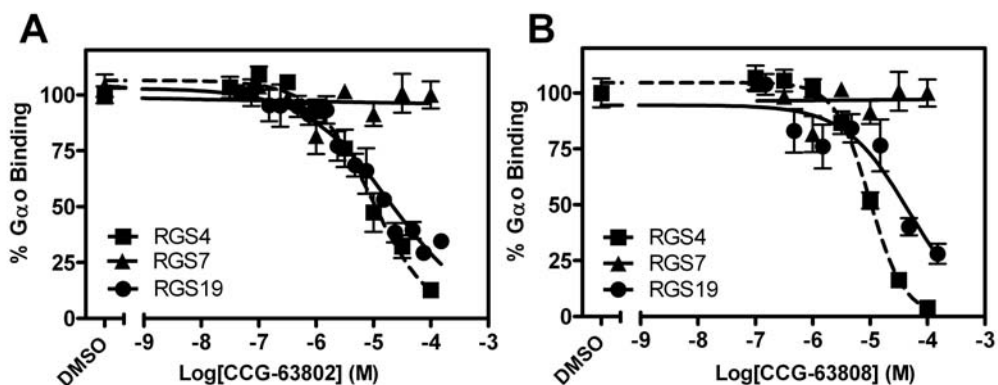 A
% Gαo Binding
100
75
50
25
0
RGS4
RGS7
RGS19
DMSO
-9 -8 -7 -6 -5 -4 -3
Log[CCG-63802] (M)
B
% Gαo Binding
100
75
50
25
0
RGS4
RGS7
RGS19
DMSO
-9 -8 -7 -6 -5 -4 -3
Log[CCG-63808] (M)